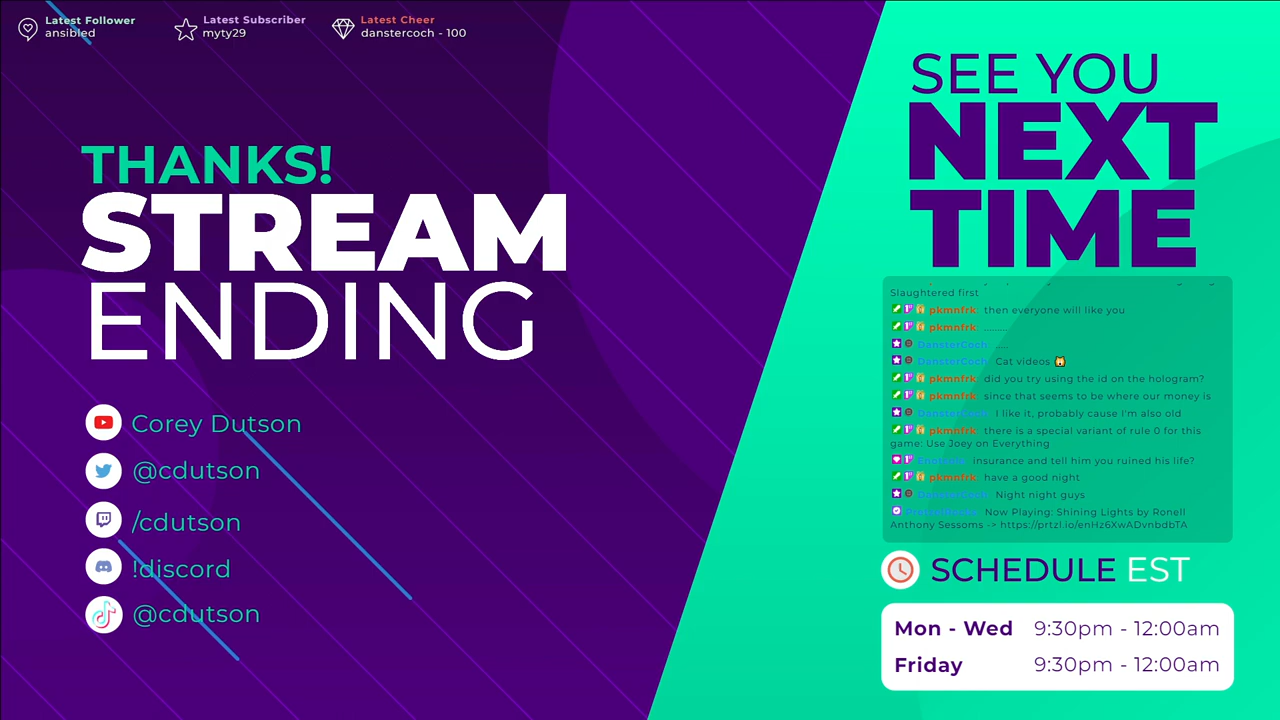 Latest Follower
ansibled
Latest Subscriber
myty29
Latest Cheer
danstercoch - 100
THANKS!
STREAM
ENDING
Corey Dutson
@cdutson
/cdutson
!discord
@cdutson
SEE YOU
NEXT
TIME
Slaughtered first
pkmnfrk: then everyone will like you
pkmnfrk: .........
DansterCoch: .....
DansterCoch: Cat videos
pkmnfrk: did you try using the id on the hologram?
pkmnfrk: since that seems to be where our money is
DansterCoch: I like it, probably cause I'm also old
pkmnfrk: there is a special variant of rule 0 for this
game: Use Joey on Everything
insurance and tell him you ruined his life?
pkmnfrk: have a good night
DansterCoch: Night night guys
PretzelRocks: Now Playing: Shining Lights by Ronell
Anthony Sessoms -> https://prtzl.io/enHz6XwADvnbdbTA
SCHEDULE EST
Mon - Wed 9:30pm - 12:00am
Friday 9:30pm - 12:00am